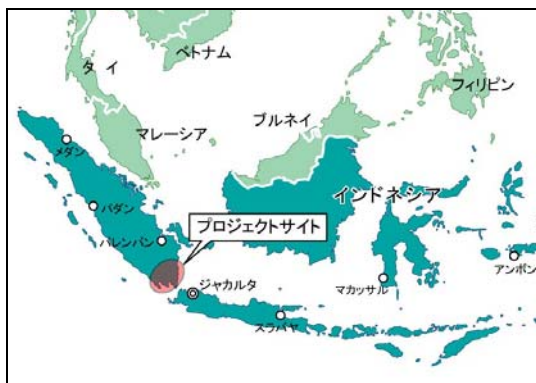 ベトナム
タイ
フィリピン
マレーシア
ブルネイ
メダン
インドネシア
パダン
プロジェクトサイト
パレンバン
アンボン
ジャカルタ
マカッサル
スラバヤ